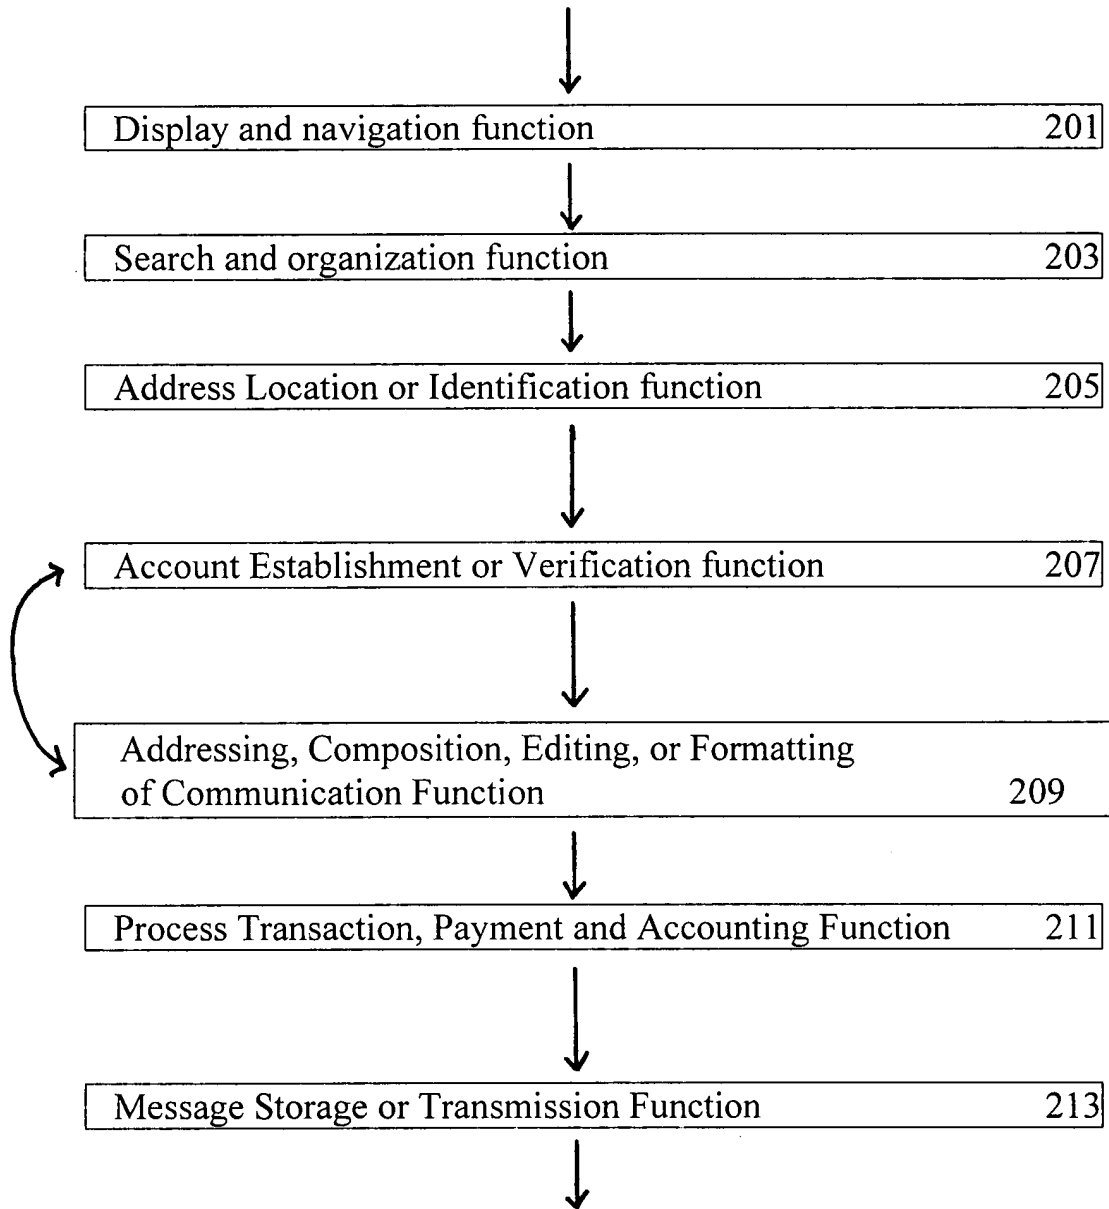 Display and navigation function 201
Search and organization function 203
Address Location or Identification function 205
Account Establishment or Verification function 207
Addressing, Composition, Editing, or Formatting
of Communication Function 209
Process Transaction, Payment and Accounting Function 211
Message Storage or Transmission Function 213